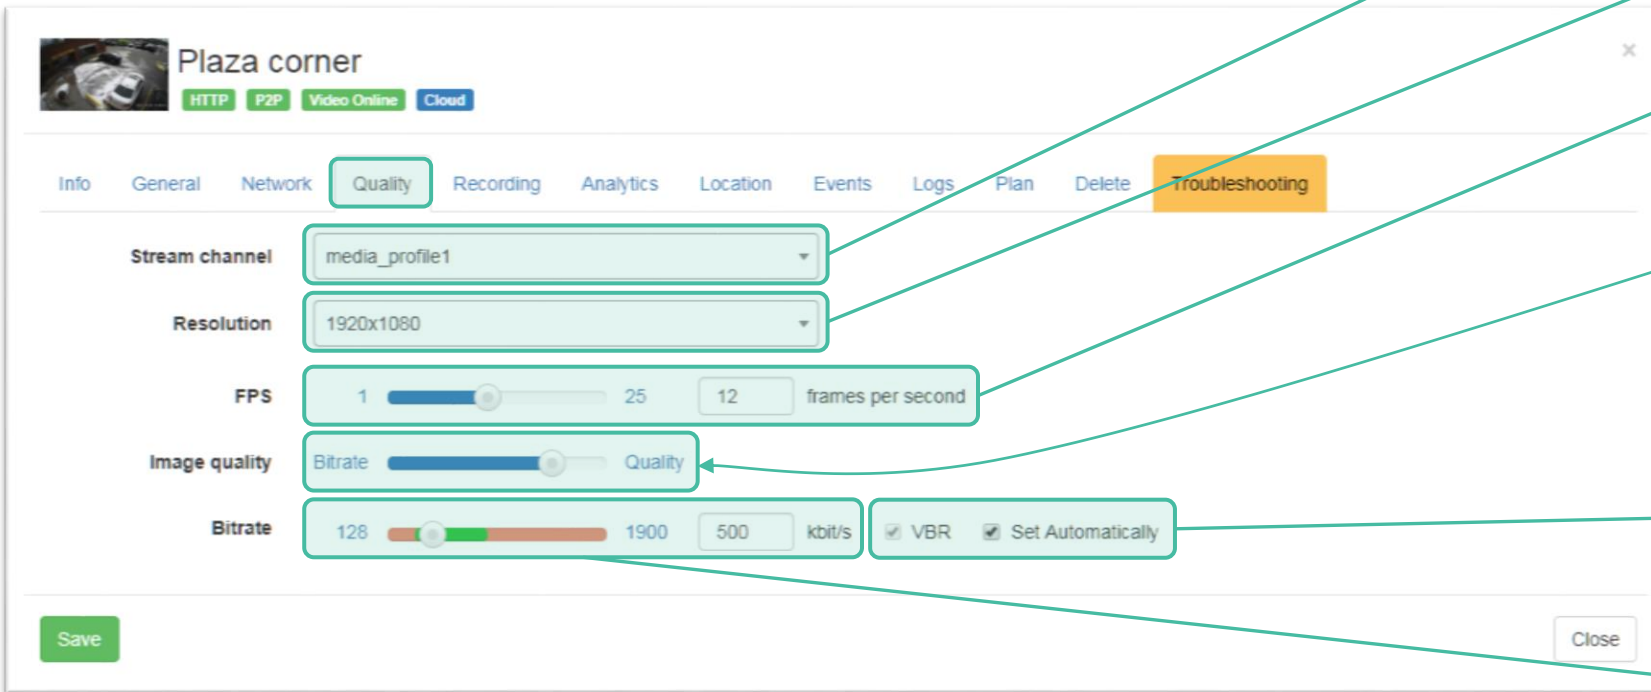 Plaza corner
HTTP P2P Video Online Cloud
×
Info General Network Quality Recording Analytics Location Events Logs Plan Delete Troubleshooting
Stream channel media_profile1
Resolution 1920x1080
FPS 1 25 12 frames per second
Image quality Bitrate Quality
Bitrate 128 1900 500 kbit/s VBR Set Automatically
Save Close